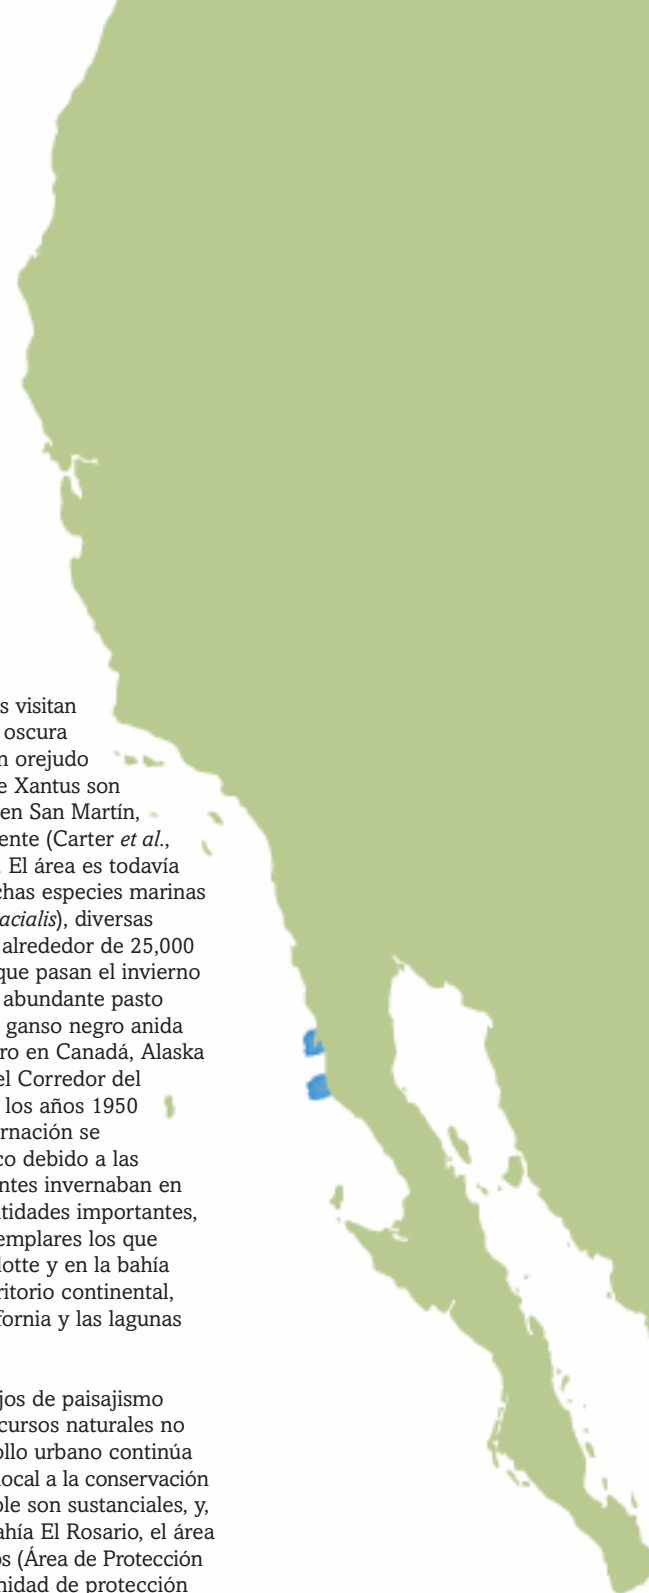 s visitan
oscura
n orejudo
e Xantus son
en San Martín,
ente (Carter et al.,
. El área es todavía
chas especies marinas
acialis), diversas
alrededor de 25,000
que pasan el invierno
abundante pasto
ganso negro anida
ro en Canadá, Alaska
el Corredor del
los años 1950
rnación se
co debido a las
ntes invernaban en
tidades importantes,
emplares los que
lotte y en la bahía
ritorio continental,
fornia y las lagunas
jos de paisajismo
cursos naturales no
ollo urbano continúa
local a la conservación
ble son sustanciales, y,
ahía El Rosario, el área
os (Área de Protección
nidad de protección